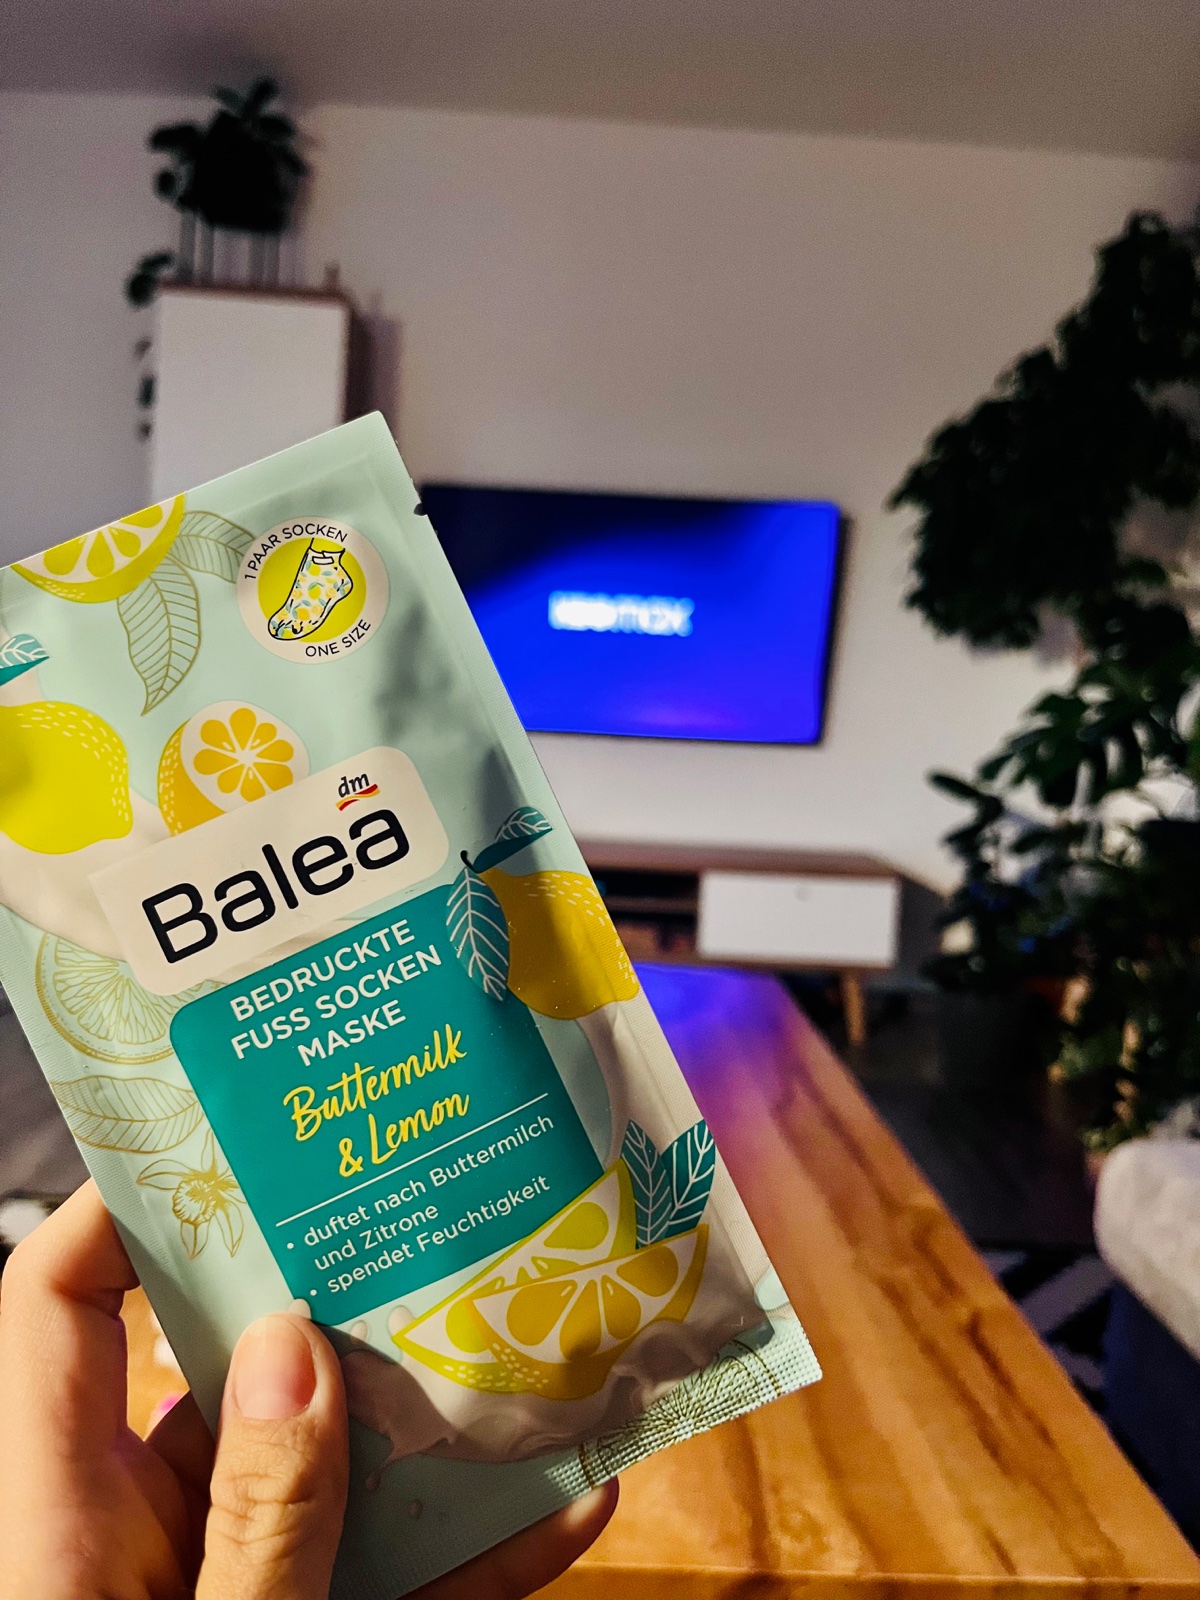 1 PAAR SOCKEN
ONE SIZE
dm
Balea
BEDRUCKTE
FUSS SOCKEN
MASKE
Buttermilk
& Lemon
• duftet nach Buttermilch
und Zitrone
• spendet Feuchtigkeit
HBOmax